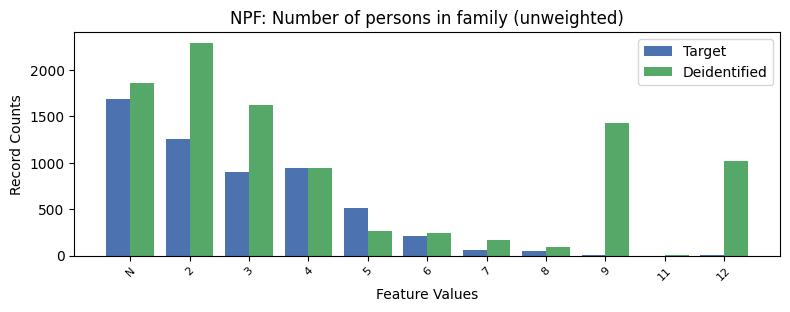 NPF: Number of persons in family (unweighted)
Target
Deidentified
Record Counts
2000
1500
1000
500
0
N 2 3 4 5 6 7 8 9 11 12
Feature Values